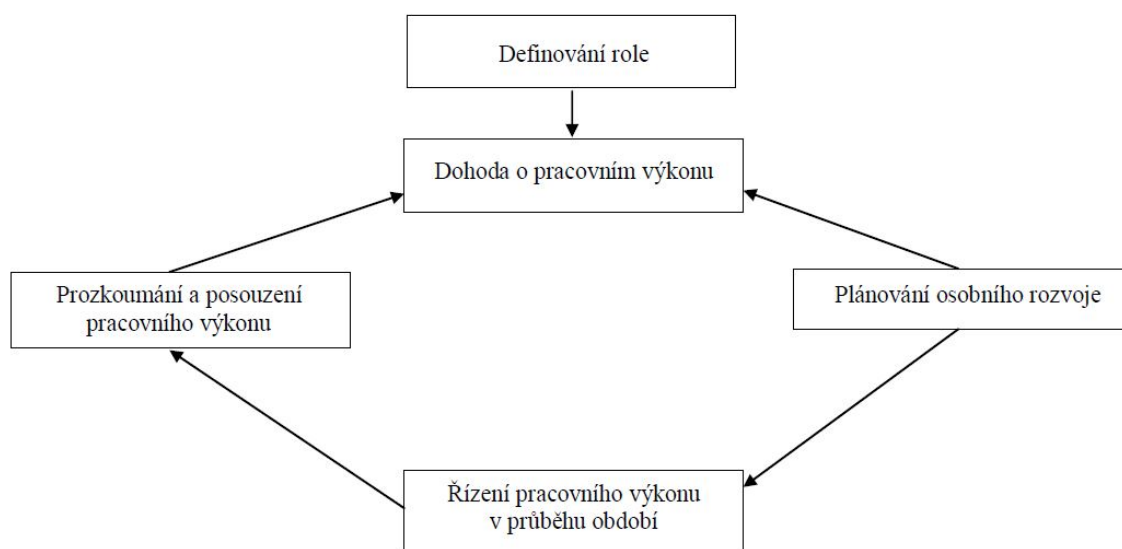 Definování role
Dohoda o pracovním výkonu
Prozkoumání a posouzení
pracovního výkonu
Plánování osobního rozvoje
Řízení pracovního výkonu
v průběhu období